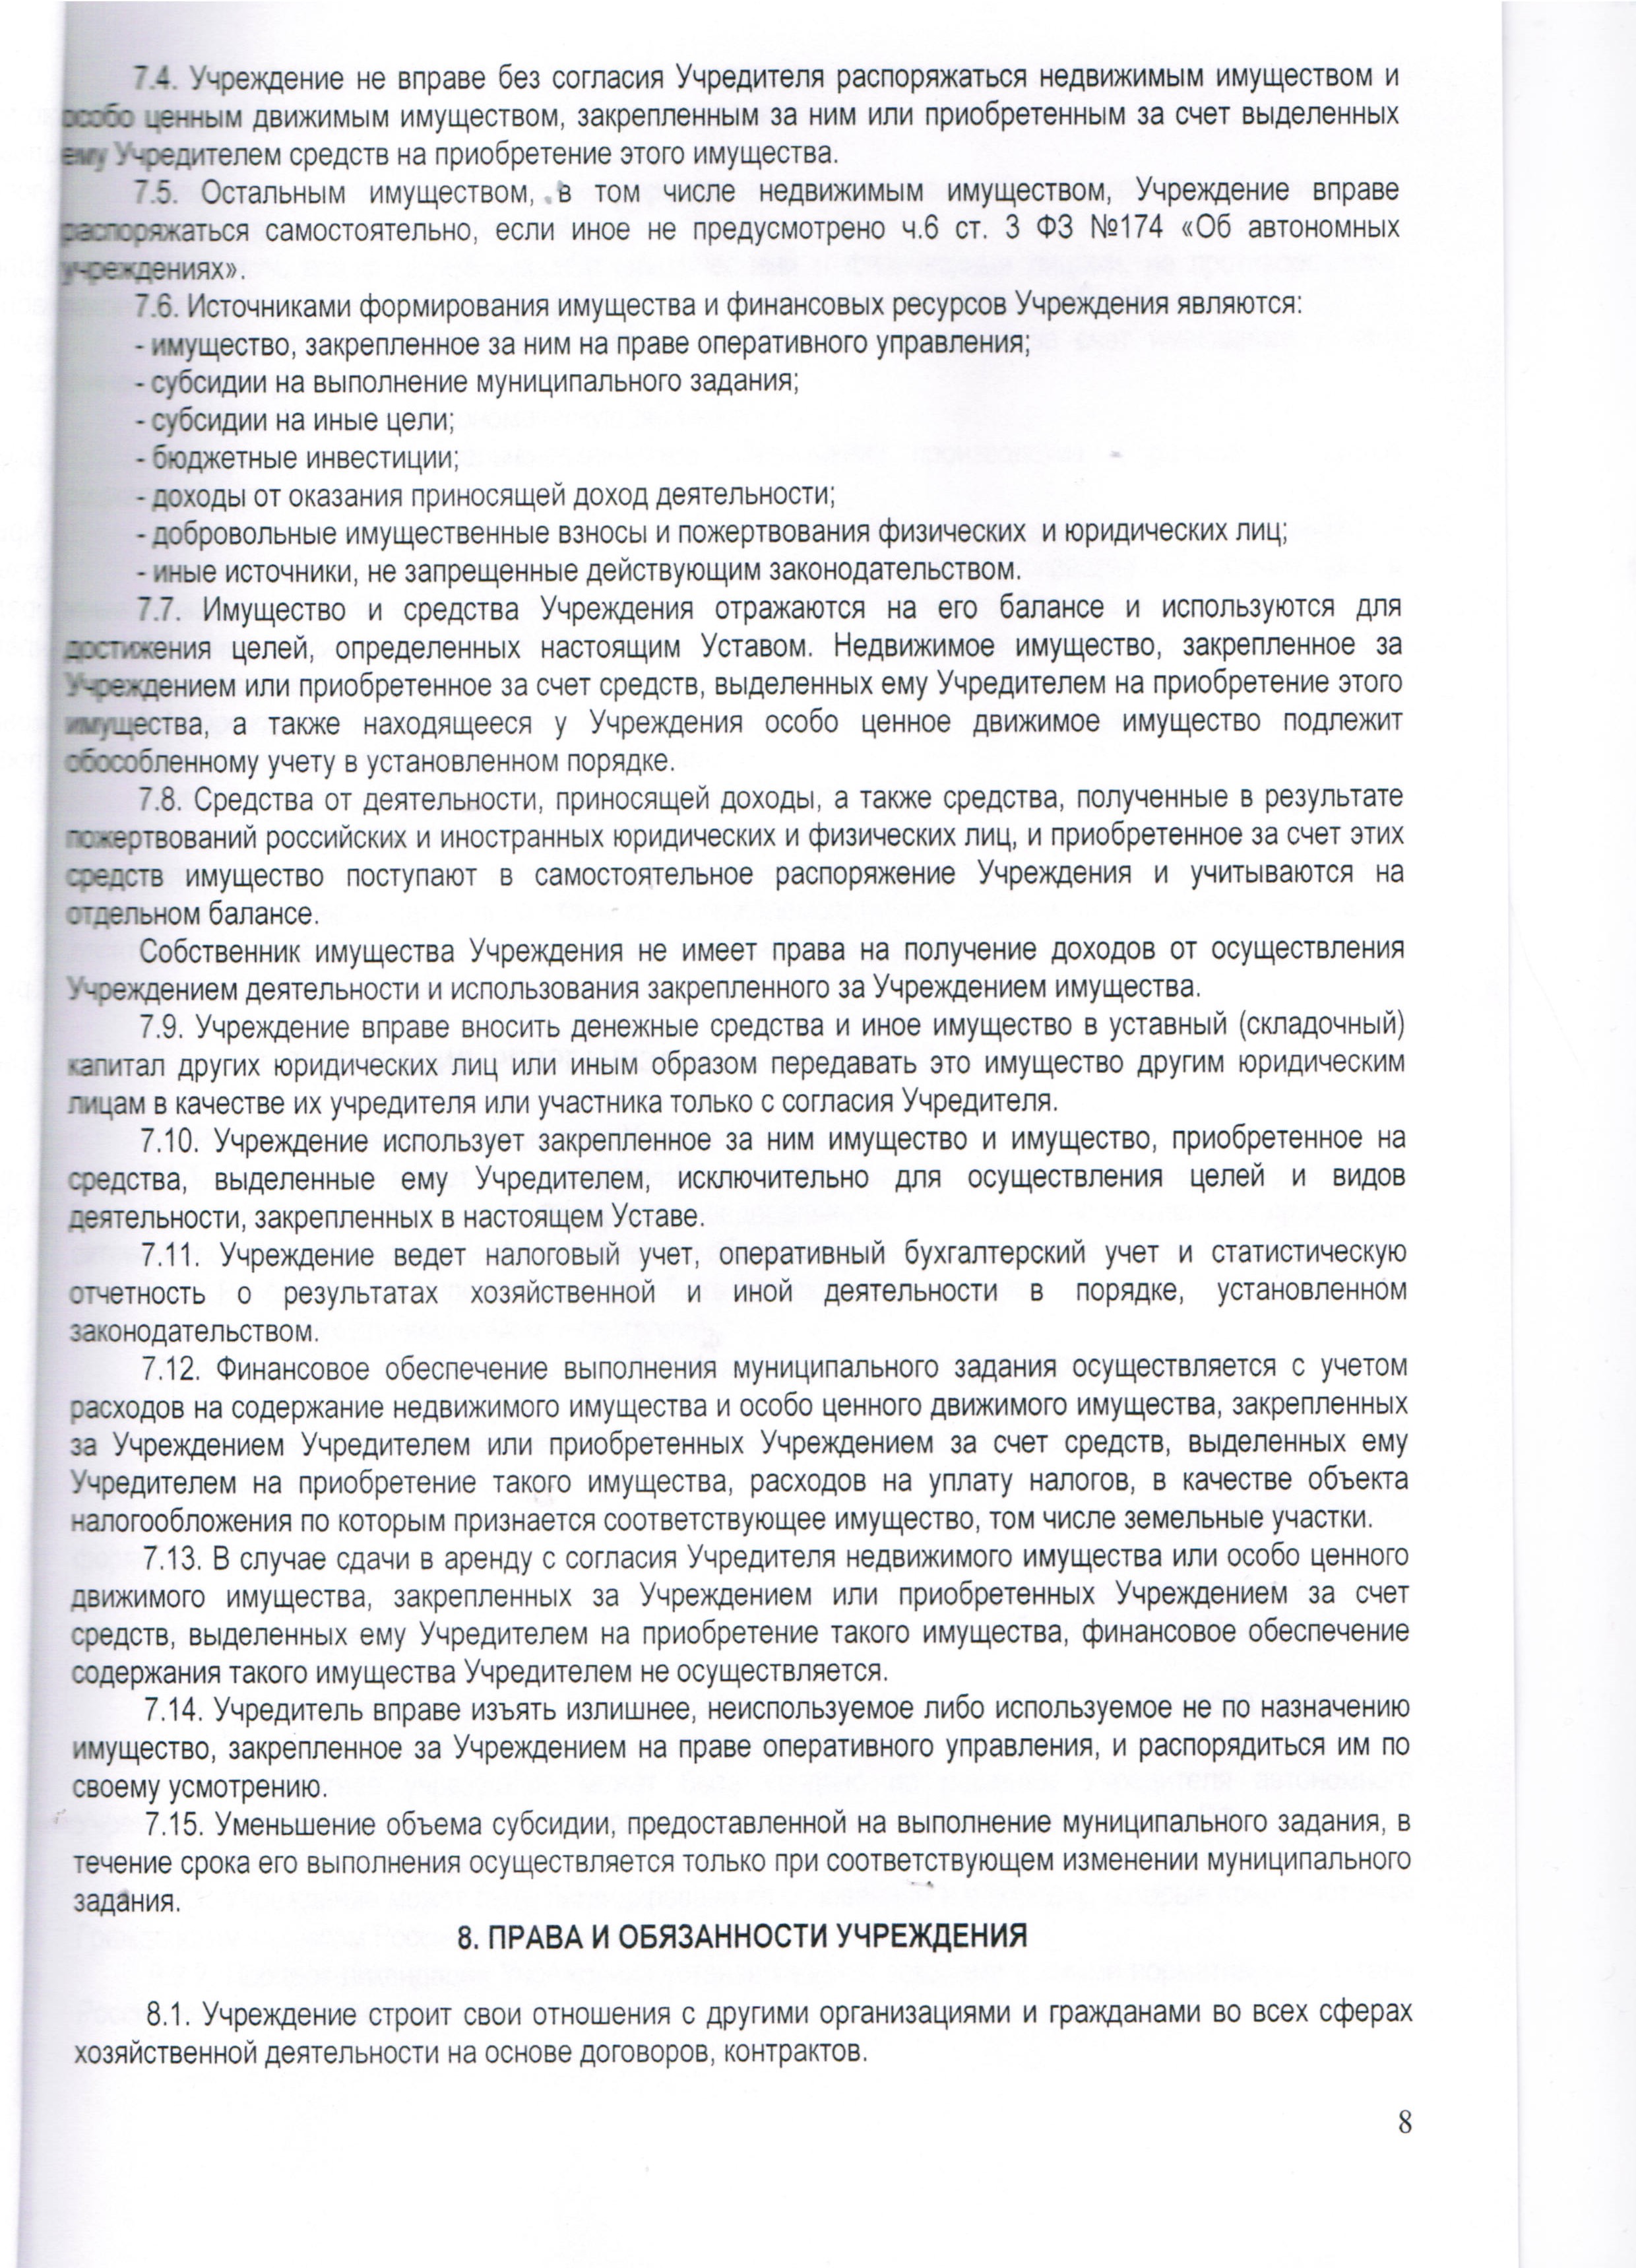 7.4. Учреждение не вправе без согласия Учредителя распоряжаться недвижимым имуществом и
особо ценным движимым имуществом, закрепленным за ним или приобретенным за счет выделенных
ему Учредителем средств на приобретение этого имущества.
7.5. Остальным имуществом, в том числе недвижимым имуществом, Учреждение вправе
распоряжаться самостоятельно, если иное не предусмотрено ч.6 ст. 3 ФЗ №174 «Об автономных
учреждениях».
7.6. Источниками формирования имущества и финансовых ресурсов Учреждения являются:
- имущество, закрепленное за ним на праве оперативного управления;
- субсидии на выполнение муниципального задания;
- субсидии на иные цели;
- бюджетные инвестиции;
- доходы от оказания приносящей доход деятельности;
- добровольные имущественные взносы и пожертвования физических и юридических лиц;
- иные источники, не запрещенные действующим законодательством.
7.7. Имущество и средства Учреждения отражаются на его балансе и используются для
достижения целей, определенных настоящим Уставом. Недвижимое имущество, закрепленное за
Учреждением или приобретенное за счет средств, выделенных ему Учредителем на приобретение этого
имущества, а также находящееся у Учреждения особо ценное движимое имущество подлежит
обособленному учету в установленном порядке.
7.8. Средства от деятельности, приносящей доходы, а также средства, полученные в результате
пожертвований российских и иностранных юридических и физических лиц, и приобретенное за счет этих
средств имущество поступают в самостоятельное распоряжение Учреждения и учитываются на
отдельном балансе.
Собственник имущества Учреждения не имеет права на получение доходов от осуществления
Учреждением деятельности и использования закрепленного за Учреждением имущества.
7.9. Учреждение вправе вносить денежные средства и иное имущество в уставный (складочный)
капитал других юридических лиц или иным образом передавать это имущество другим юридическим
лицам в качестве их учредителя или участника только с согласия Учредителя.
7.10. Учреждение использует закрепленное за ним имущество и имущество, приобретенное на
средства, выделенные ему Учредителем, исключительно для осуществления целей и видов
деятельности, закрепленных в настоящем Уставе.
7.11. Учреждение ведет налоговый учет, оперативный бухгалтерский учет и статистическую
отчетность о результатах хозяйственной и иной деятельности в порядке, установленном
законодательством.
7.12. Финансовое обеспечение выполнения муниципального задания осуществляется с учетом
расходов на содержание недвижимого имущества и особо ценного движимого имущества, закрепленных
за Учреждением Учредителем или приобретенных Учреждением за счет средств, выделенных ему
Учредителем на приобретение такого имущества, расходов на уплату налогов, в качестве объекта
налогообложения по которым признается соответствующее имущество, том числе земельные участки.
7.13. В случае сдачи в аренду с согласия Учредителя недвижимого имущества или особо ценного
движимого имущества, закрепленных за Учреждением или приобретенных Учреждением за счет
средств, выделенных ему Учредителем на приобретение такого имущества, финансовое обеспечение
содержания такого имущества Учредителем не осуществляется.
7.14. Учредитель вправе изъять излишнее, неиспользуемое либо используемое не по назначению
имущество, закрепленное за Учреждением на праве оперативного управления, и распорядиться им по
своему усмотрению.
7.15. Уменьшение объема субсидии, предоставленной на выполнение муниципального задания, в
течение срока его выполнения осуществляется только при соответствующем изменении муниципального
задания.
8. ПРАВА И ОБЯЗАННОСТИ УЧРЕЖДЕНИЯ
8.1. Учреждение строит свои отношения с другими организациями и гражданами во всех сферах
хозяйственной деятельности на основе договоров, контрактов.
8